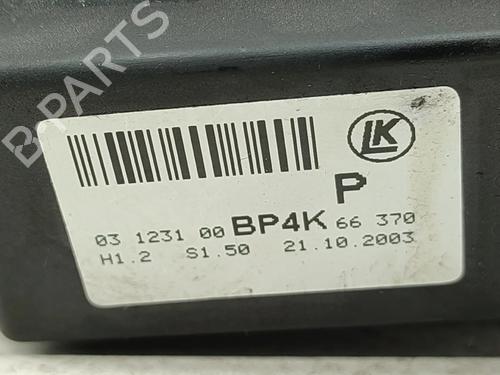 B-PARTS
LK
P
03 1231 00 BP4K 66 370
H1.2 S1.50 21.10.2003